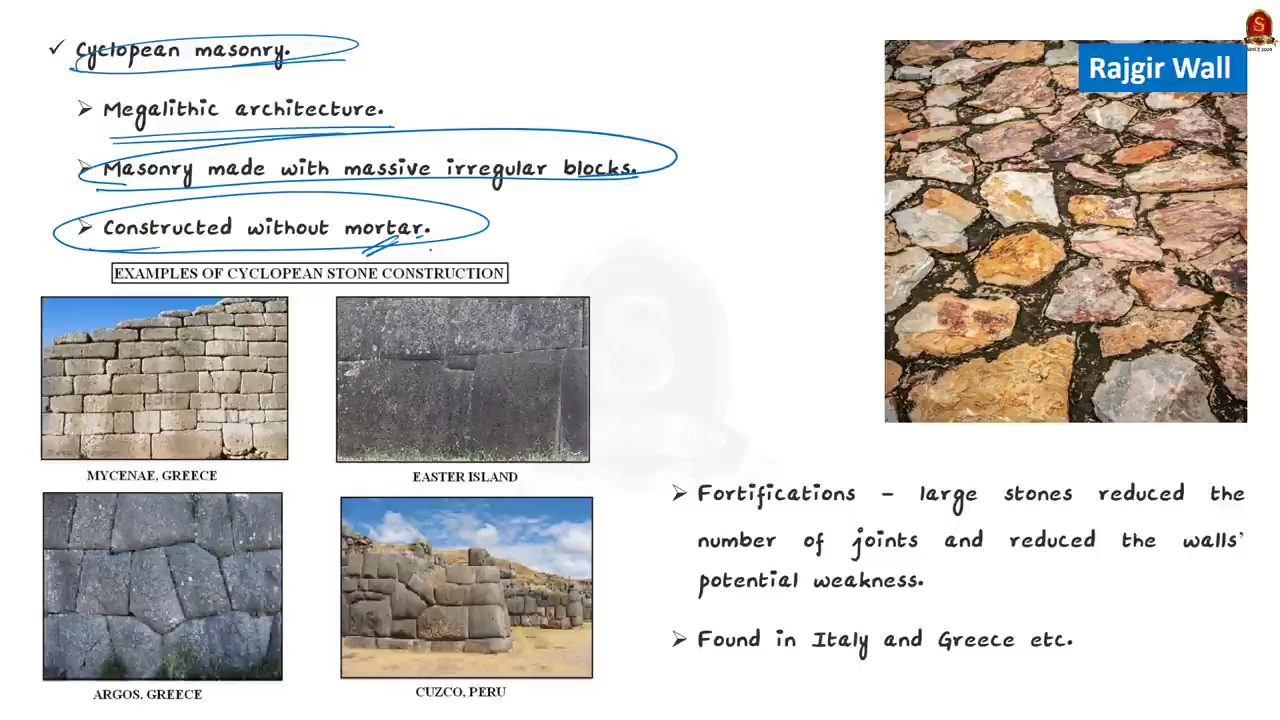 ✓ Cyclopean masonry.
➢ Megalithic architecture.
➢ Masonry made with massive irregular blocks.
➢ Constructed without mortar.
EXAMPLES OF CYCLOPEAN STONE CONSTRUCTION
MYCENAE, GREECE
EASTER ISLAND
ARGOS, GREECE
CUZCO, PERU
Rajgir Wall
S
SINCE 2004
➢ Fortifications – large stones reduced the
number of joints and reduced the walls'
potential weakness.
➢ Found in Italy and Greece etc.